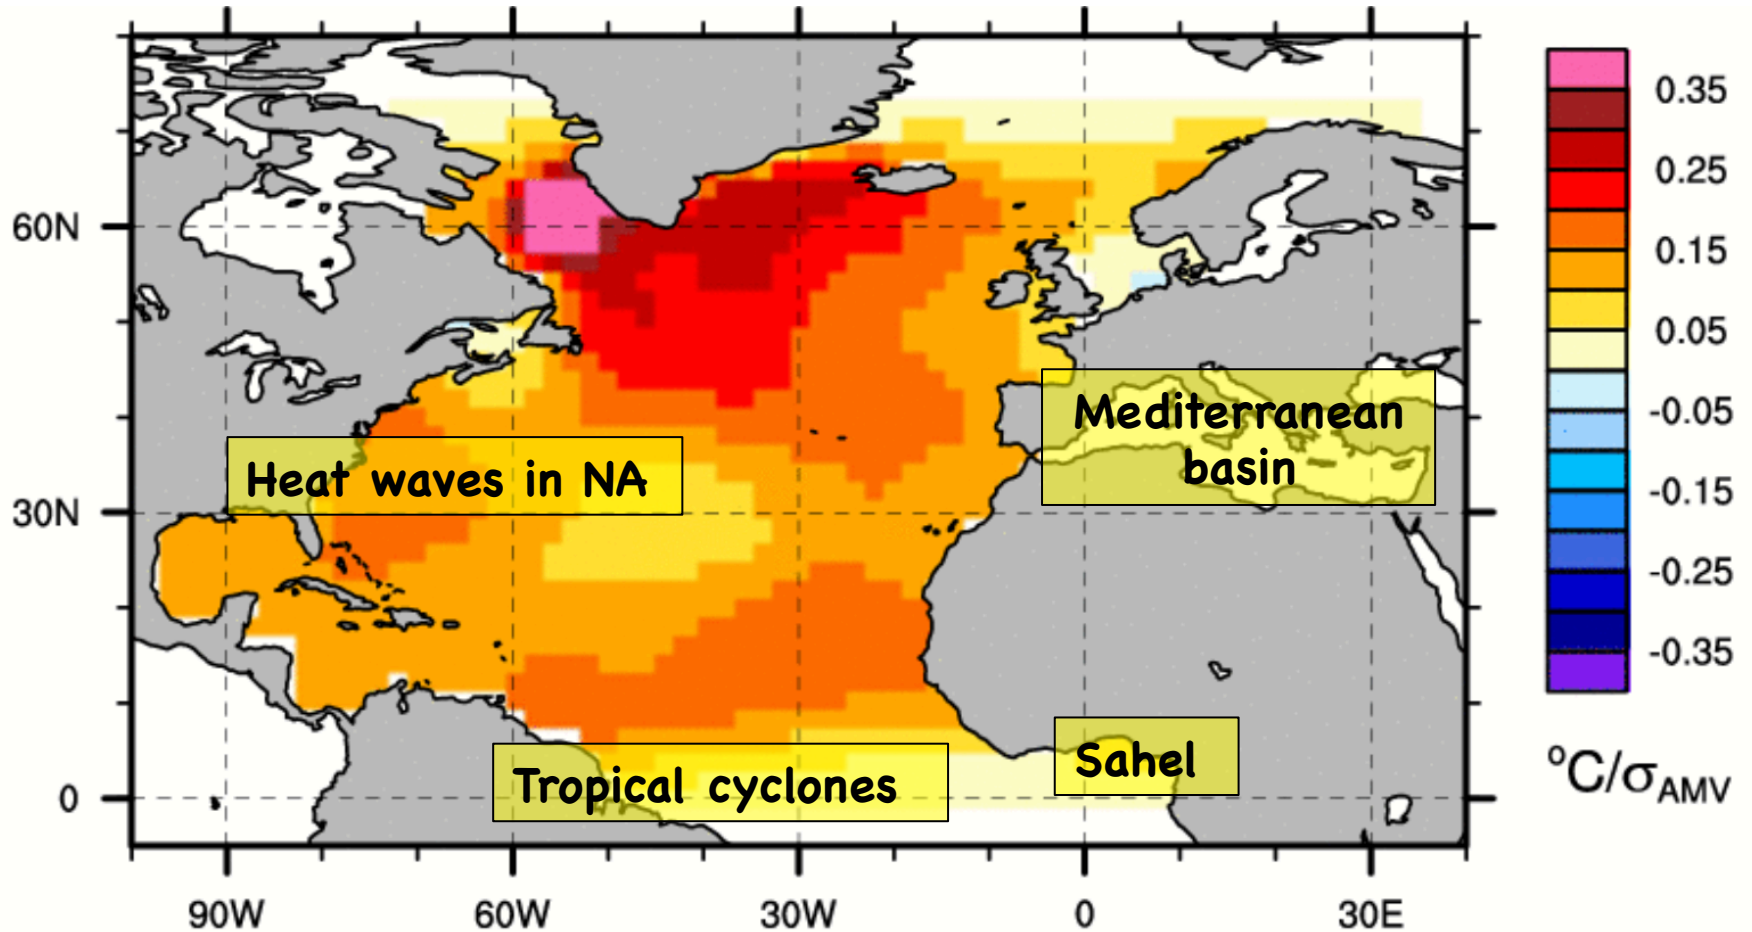 60N
30N
0
90W
60W
30W
0
30E
Heat waves in NA
Mediterranean
basin
Tropical cyclones
Sahel
0.35
0.25
0.15
0.05
-0.05
-0.15
-0.25
-0.35
°C/σAMV